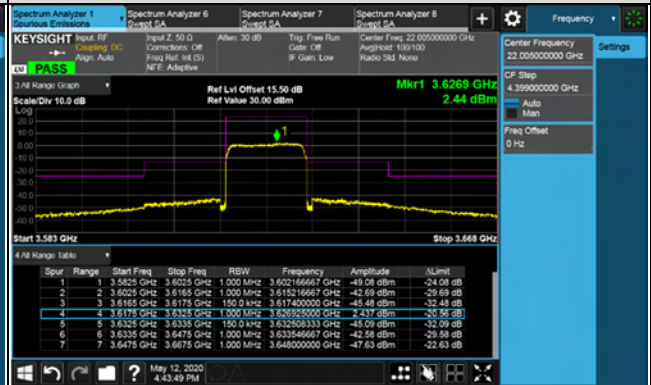 Spectrum Analyzer 1
Spurious Emissions
Spectrum Analyzer 6
Swept SA
Spectrum Analyzer 7
Swept SA
Spectrum Analyzer 8
Swept SA
Frequency
KEYSIGHT
Input: RF
Coupling: DC
Align: Auto
Input Z: 50 Ω
Corrections: Off
Freq Ref: Int (S)
NFE: Adaptive
Atten: 30 dB
Trig: Free Run
Gate: Off
IF Gain: Low
Center Freq: 22.005000000 GHz
Avg|Hold: 100/100
Radio Std: None
LXI
PASS
Center Frequency
22.005000000 GHz
Settings
CF Step
4.399000000 GHz
Auto
Man
Freq Offset
0 Hz
3 All Range Graph
Scale/Div 10.0 dB
Ref Lvl Offset 15.50 dB
Ref Value 30.00 dBm
Mkr1 3.6269 GHz
2.44 dBm
Log
20.0
10.0
0.00
-10.0
-20.0
-30.0
-40.0
-50.0
-60.0
1
Start 3.583 GHz
Stop 3.668 GHz
4 All Range Table
Spur Range Start Freq Stop Freq RBW Frequency Amplitude ΔLimit
1 1 3.5825 GHz 3.6025 GHz 1.000 MHz 3.602166667 GHz -49.08 dBm -24.08 dB
2 2 3.6025 GHz 3.6165 GHz 1.000 MHz 3.615216667 GHz -42.69 dBm -29.69 dB
3 3 3.6165 GHz 3.6175 GHz 150.0 kHz 3.617400000 GHz -45.48 dBm -32.48 dB
4 4 3.6175 GHz 3.6325 GHz 1.000 MHz 3.626925000 GHz 2.437 dBm -20.56 dB
5 5 3.6325 GHz 3.6335 GHz 150.0 kHz 3.632508333 GHz -45.09 dBm -32.09 dB
6 6 3.6335 GHz 3.6475 GHz 1.000 MHz 3.633546667 GHz -42.58 dBm -29.58 dB
7 7 3.6475 GHz 3.6675 GHz 1.000 MHz 3.648000000 GHz -47.63 dBm -22.63 dB
May 12, 2020
4:43:49 PM